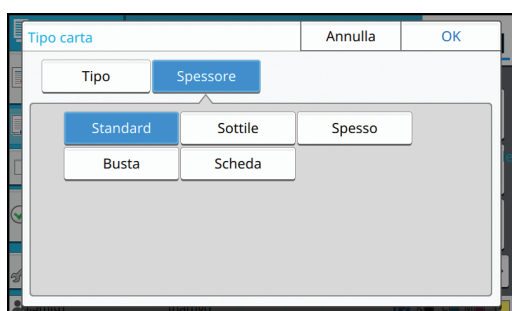 Tipo carta Annulla OK
Tipo Spessore
Standard Sottile Spesso
Busta Scheda